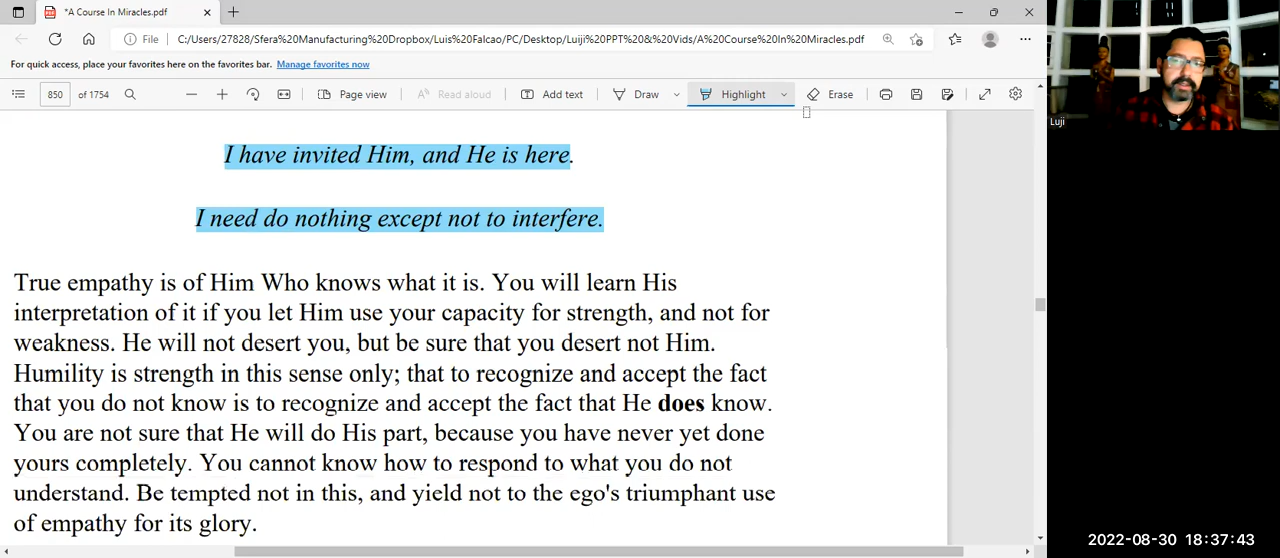 *A Course In Miracles.pdf
File C:/Users/27828/Sfera%20Manufacturing%20Dropbox/Luis%20Falcao/PC/Desktop/Luiji%20PPT%20&%20Vids/A%20Course%20In%20Miracles.pdf
For quick access, place your favorites here on the favorites bar. Manage favorites now
850 of 1754 Page view Read aloud Add text Draw Highlight Erase
Luji
I have invited Him, and He is here.
I need do nothing except not to interfere.
True empathy is of Him Who knows what it is. You will learn His
interpretation of it if you let Him use your capacity for strength, and not for
weakness. He will not desert you, but be sure that you desert not Him.
Humility is strength in this sense only; that to recognize and accept the fact
that you do not know is to recognize and accept the fact that He does know.
You are not sure that He will do His part, because you have never yet done
yours completely. You cannot know how to respond to what you do not
understand. Be tempted not in this, and yield not to the ego's triumphant use
of empathy for its glory.
2022-08-30 18:37:43